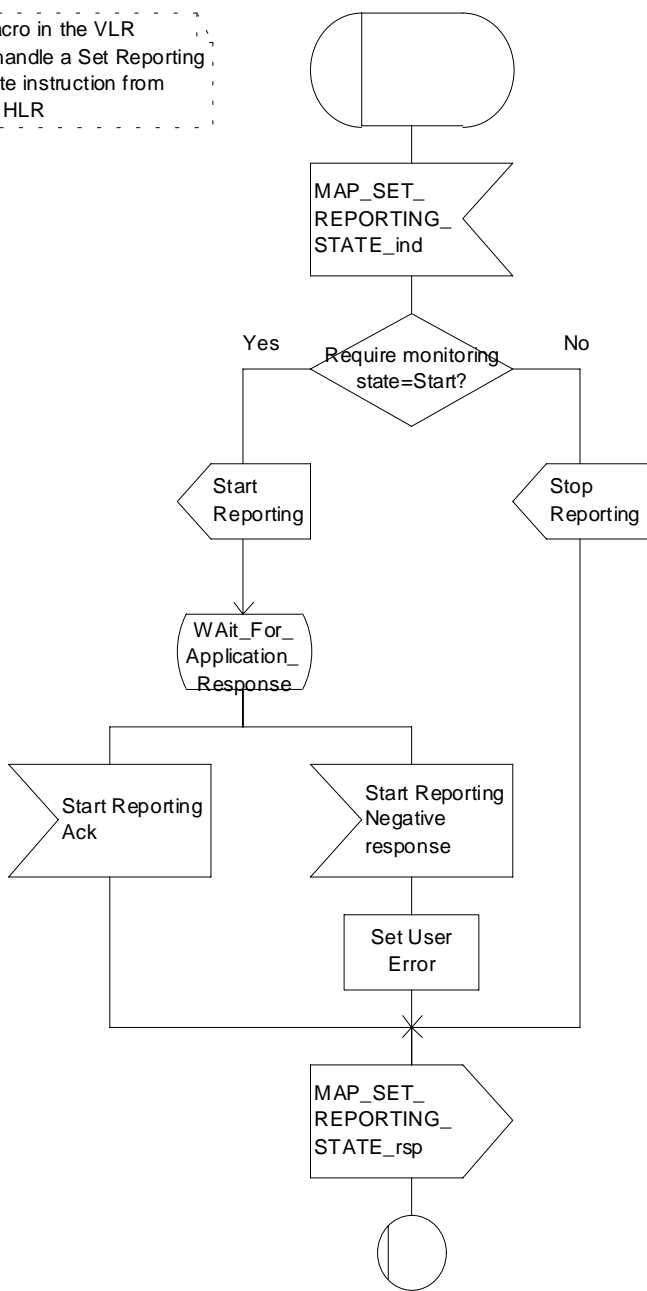 cro in the VLR
handle a Set Reporting
te instruction from
HLR
MAP_SET_
REPORTING_
STATE_ind
Yes
Require monitoring
state=Start?
No
Start
Reporting
Stop
Reporting
WAit_For_
Application_
Response
Start Reporting
Ack
Start Reporting
Negative
response
Set User
Error
MAP_SET_
REPORTING_
STATE_rsp